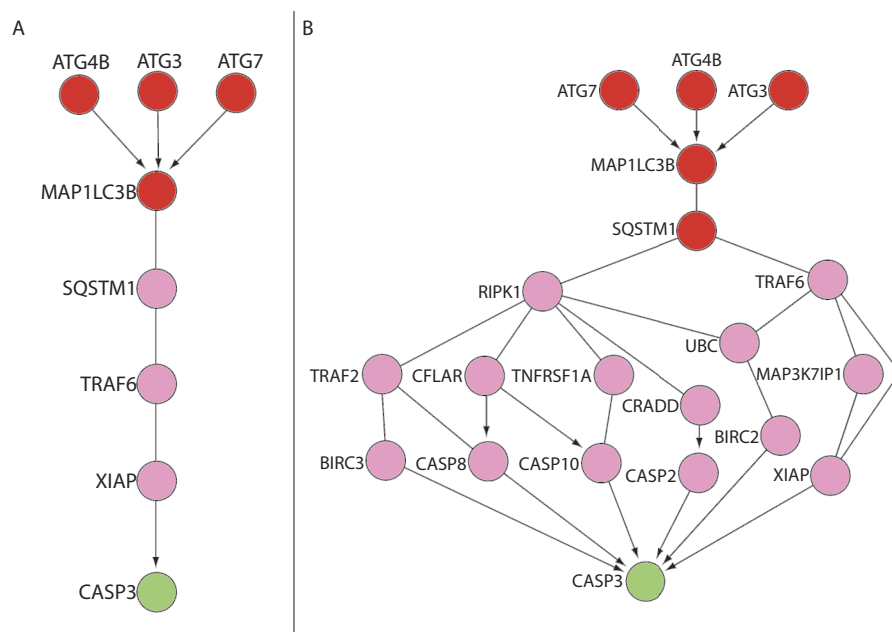 A
ATG4B ATG3 ATG7
MAP1LC3B
SQSTM1
TRAF6
XIAP
CASP3
B
ATG7 ATG4B ATG3
MAP1LC3B
SQSTM1
RIPK1 TRAF6
UBC
TRAF2 CFLAR TNFRSF1A MAP3K7IP1
CRADD
BIRC2
BIRC3 CASP8 CASP10 CASP2 XIAP
CASP3